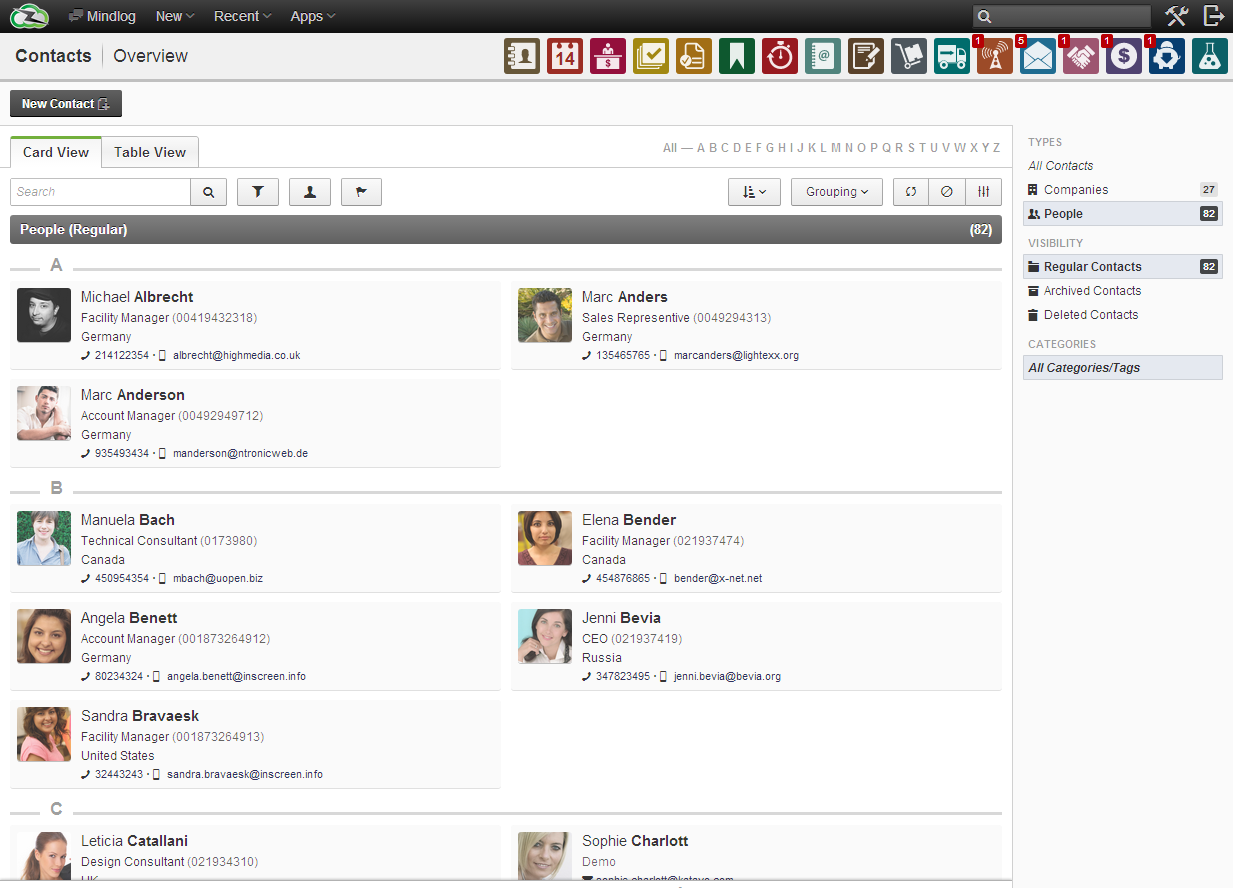 Mindlog New Recent Apps
Contacts Overview
14 $ @ 1 5 1 1 $ 1
New Contact
Card View Table View
All — A B C D E F G H I J K L M N O P Q R S T U V W X Y Z
Search
Grouping
People (Regular) (82)
A
Michael Albrecht
Facility Manager (00419432318)
Germany
214122354 · albrecht@highmedia.co.uk
Marc Anders
Sales Representive (0049294313)
Germany
135465765 · marcanders@lightexx.org
Marc Anderson
Account Manager (00492949712)
Germany
935493434 · manderson@ntronicweb.de
B
Manuela Bach
Technical Consultant (0173980)
Canada
450954354 · mbach@uopen.biz
Elena Bender
Facility Manager (021937474)
Canada
454876865 · bender@x-net.net
Angela Benett
Account Manager (001873264912)
Germany
80234324 · angela.benett@inscreen.info
Jenni Bevia
CEO (021937419)
Russia
347823495 · jenni.bevia@bevia.org
Sandra Bravaesk
Facility Manager (001873264913)
United States
32443243 · sandra.bravaesk@inscreen.info
C
Leticia Catallani
Design Consultant (021934310)
UK
Sophie Charlott
Demo
TYPES
All Contacts
Companies 27
People 82
VISIBILITY
Regular Contacts 82
Archived Contacts
Deleted Contacts
CATEGORIES
All Categories/Tags